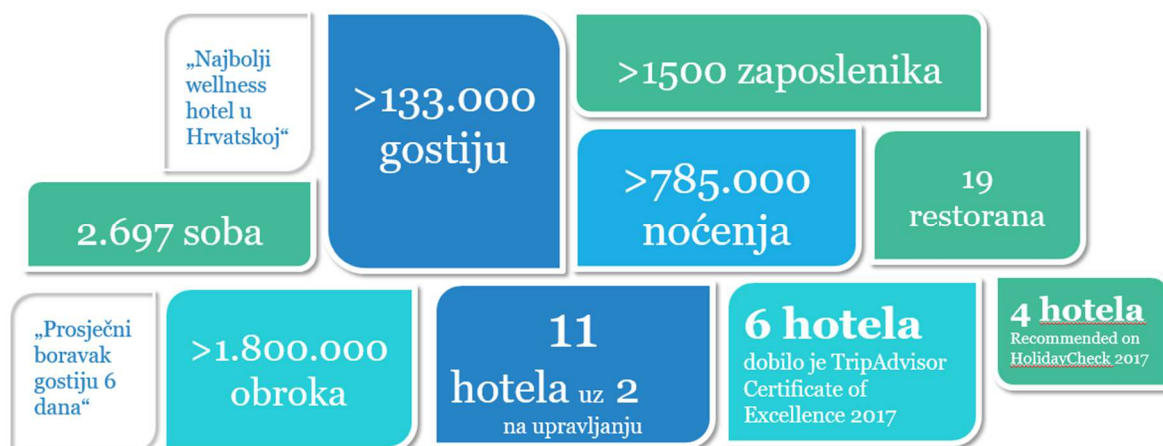 „Najbolji
wellness
hotel u
Hrvatskoj“
>133.000
gostiju
>1500 zaposlenika
2.697 soba
>785.000
noćenja
19
restorana
„Prosječni
boravak
gostiju 6
dana“
>1.800.000
obroka
11
hotela uz 2
na upravljanju
6 hotela
dobilo je TripAdvisor
Certificate of
Excellence 2017
4 hotela
Recommended on
HolidayCheck 2017